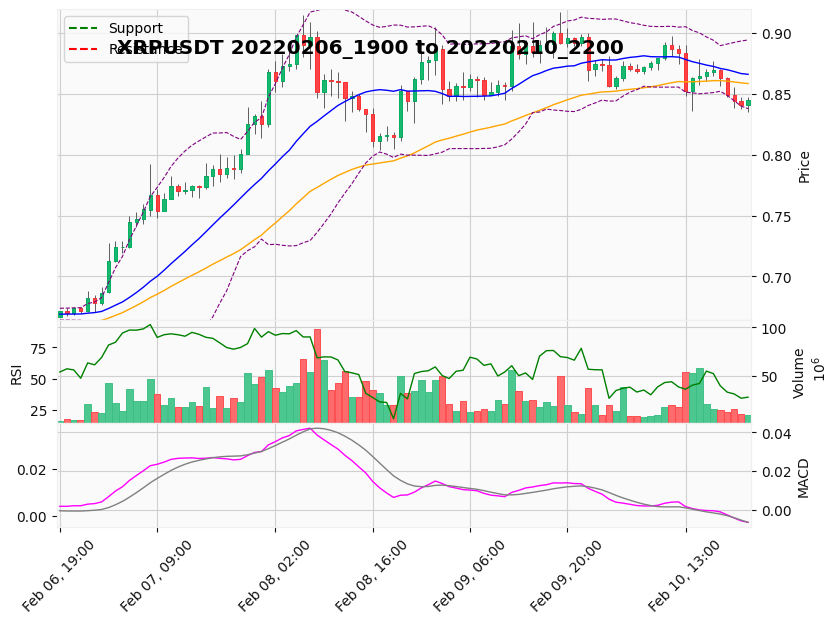 Support
Resistance
XRPUSDT 20220206_1900 to 20220210_2200
0.90
0.85
0.80
0.75
0.70
Price
75
50
25
RSI
100
50
Volume
10^6
0.02
0.00
0.04
0.02
0.00
MACD
Feb 06, 19:00
Feb 07, 09:00
Feb 08, 02:00
Feb 08, 16:00
Feb 09, 06:00
Feb 09, 20:00
Feb 10, 13:00